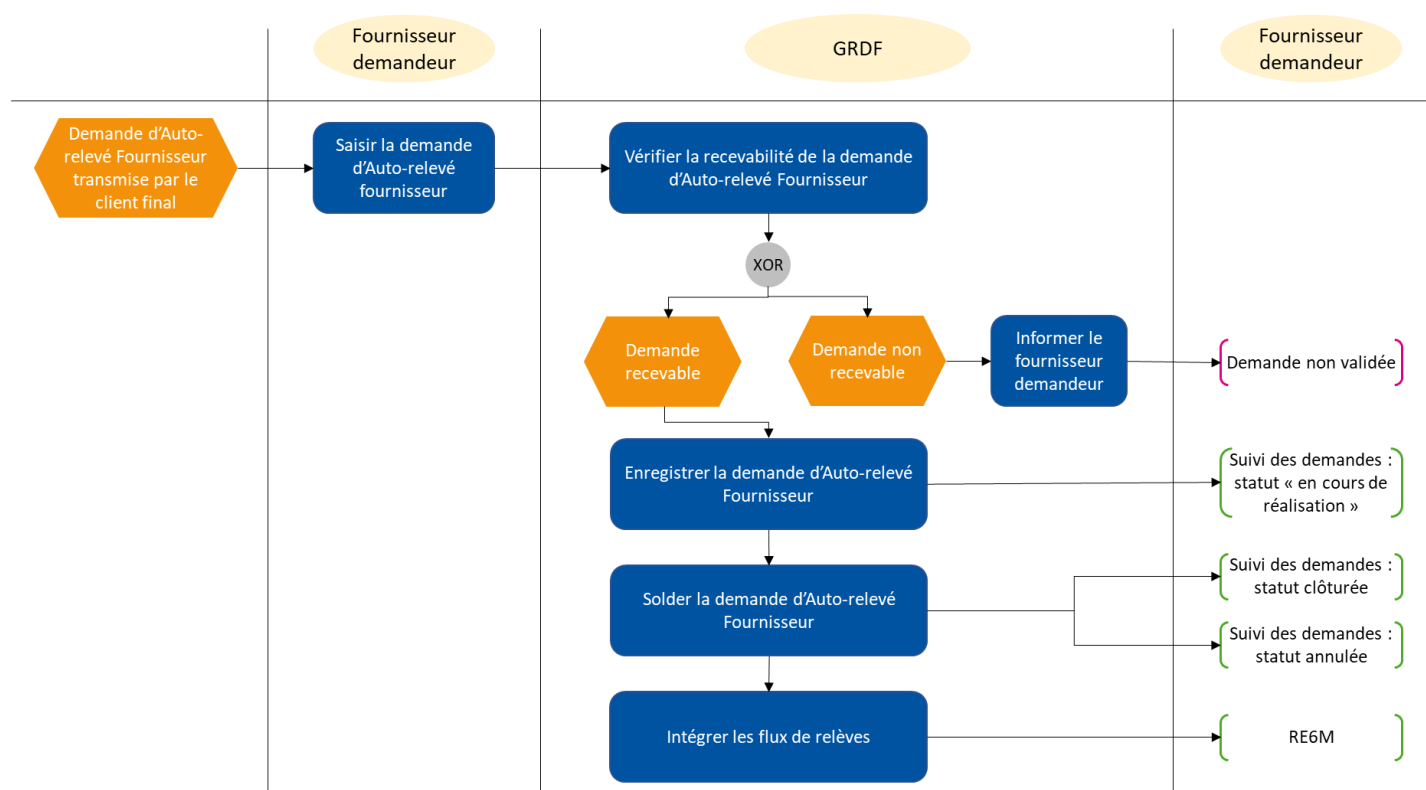 Fournisseur
demandeur
GRDF
Fournisseur
demandeur
Demande d’Auto-
relevé Fournisseur
transmise par le
client final
Saisir la demande
d’Auto-relevé
fournisseur
Vérifier la recevabilité de la demande
d’Auto-relevé Fournisseur
XOR
Demande
recevable
Demande non
recevable
Informer le
fournisseur
demandeur
Demande non validée
Enregistrer la demande d’Auto-relevé
Fournisseur
Suivi des demandes :
statut « en cours de
réalisation »
Solder la demande d’Auto-relevé
Fournisseur
Suivi des demandes :
statut clôturée
Suivi des demandes :
statut annulée
Intégrer les flux de relèves
RE6M